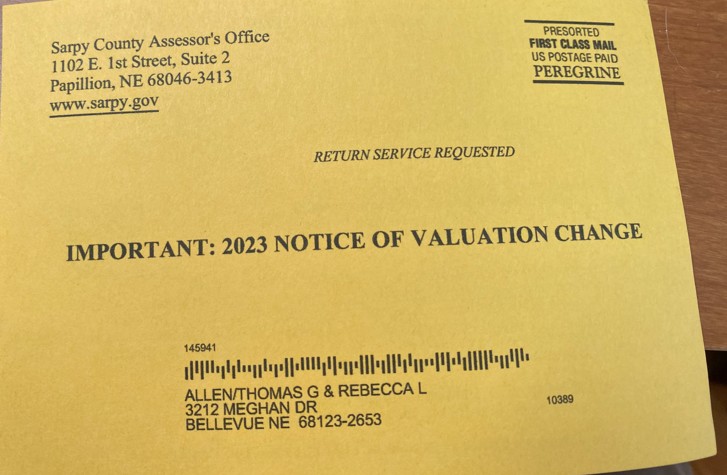 Sarpy County Assessor's Office
1102 E. 1st Street, Suite 2
Papillion, NE 68046-3413
www.sarpy.gov
PRESORTED
FIRST CLASS MAIL
US POSTAGE PAID
PEREGRINE
RETURN SERVICE REQUESTED
IMPORTANT: 2023 NOTICE OF VALUATION CHANGE
145941
ALLEN/THOMAS G & REBECCA L
3212 MEGHAN DR
BELLEVUE NE 68123-2653
10389